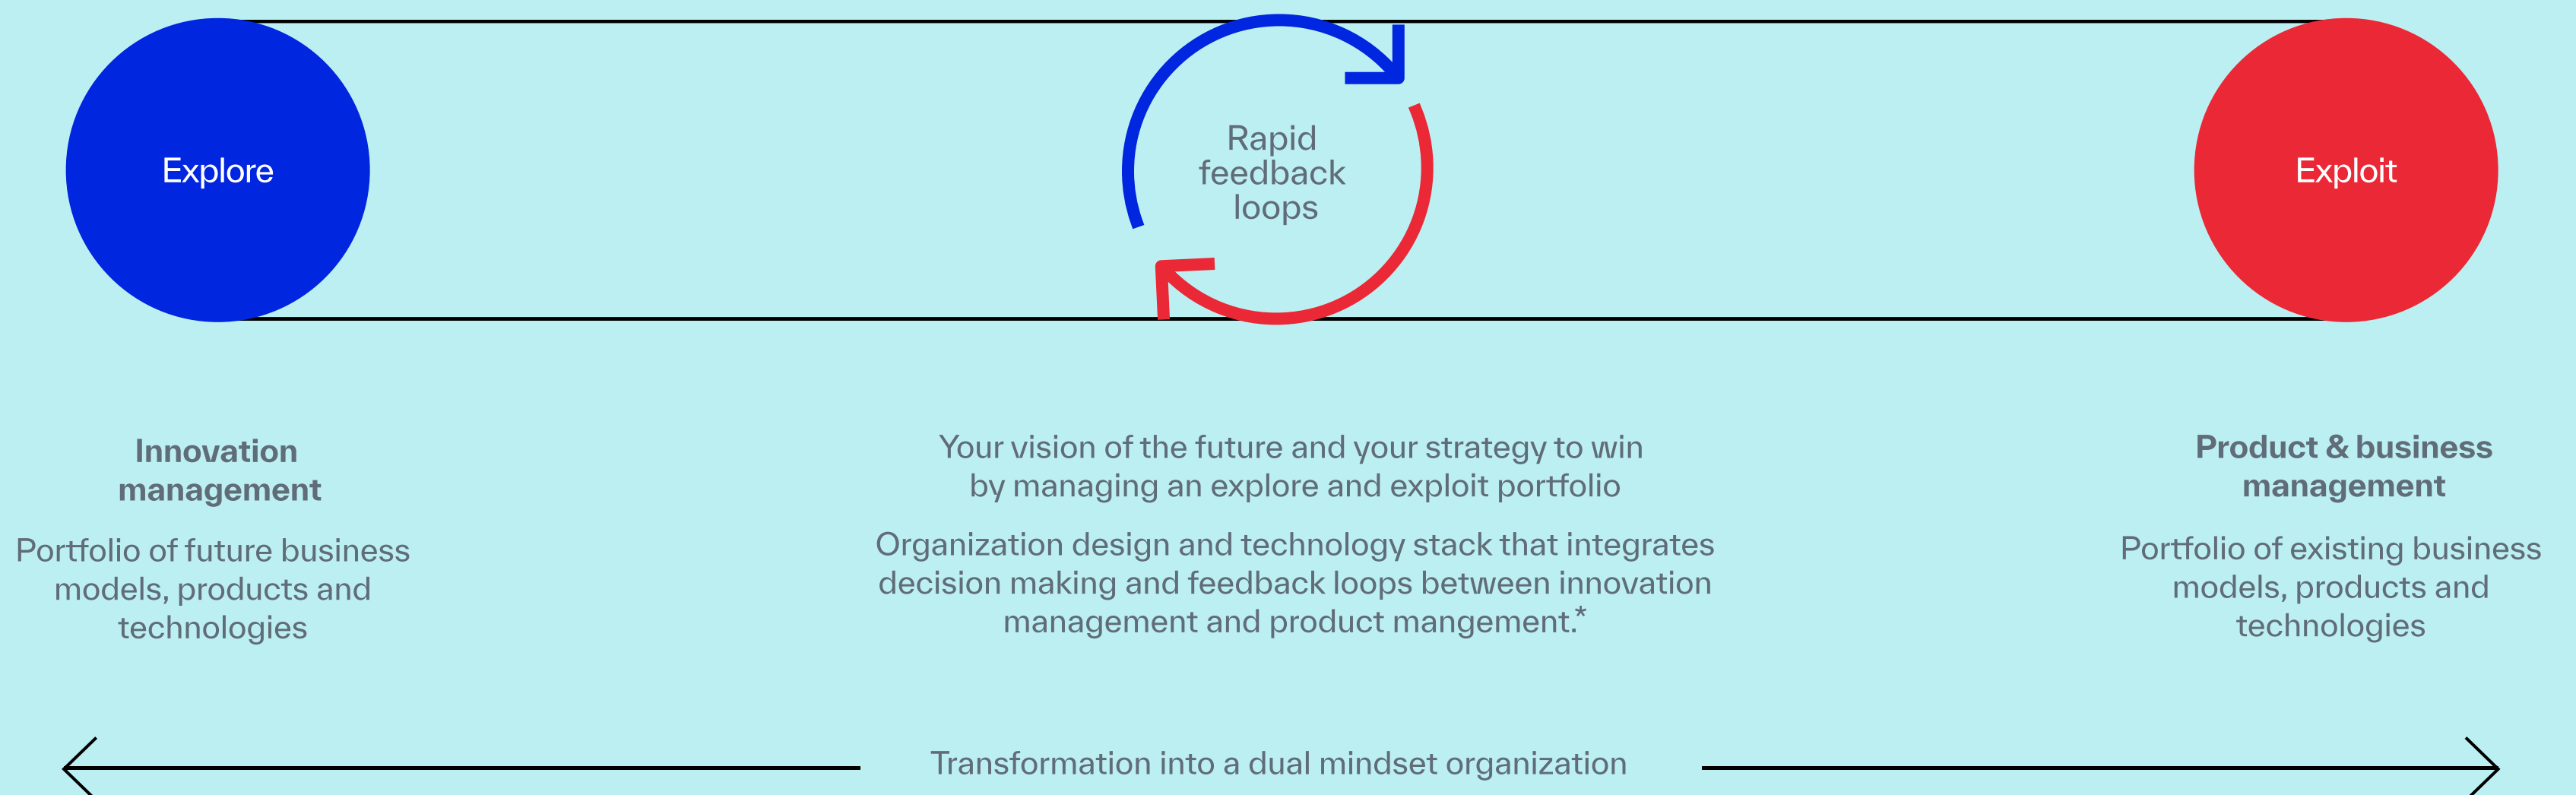 Explore
Rapid
feedback
loops
Exploit
Innovation
management
Portfolio of future business
models, products and
technologies
Your vision of the future and your strategy to win
by managing an explore and exploit portfolio
Organization design and technology stack that integrates
decision making and feedback loops between innovation
management and product mangement.*
Product & business
management
Portfolio of existing business
models, products and
technologies
Transformation into a dual mindset organization